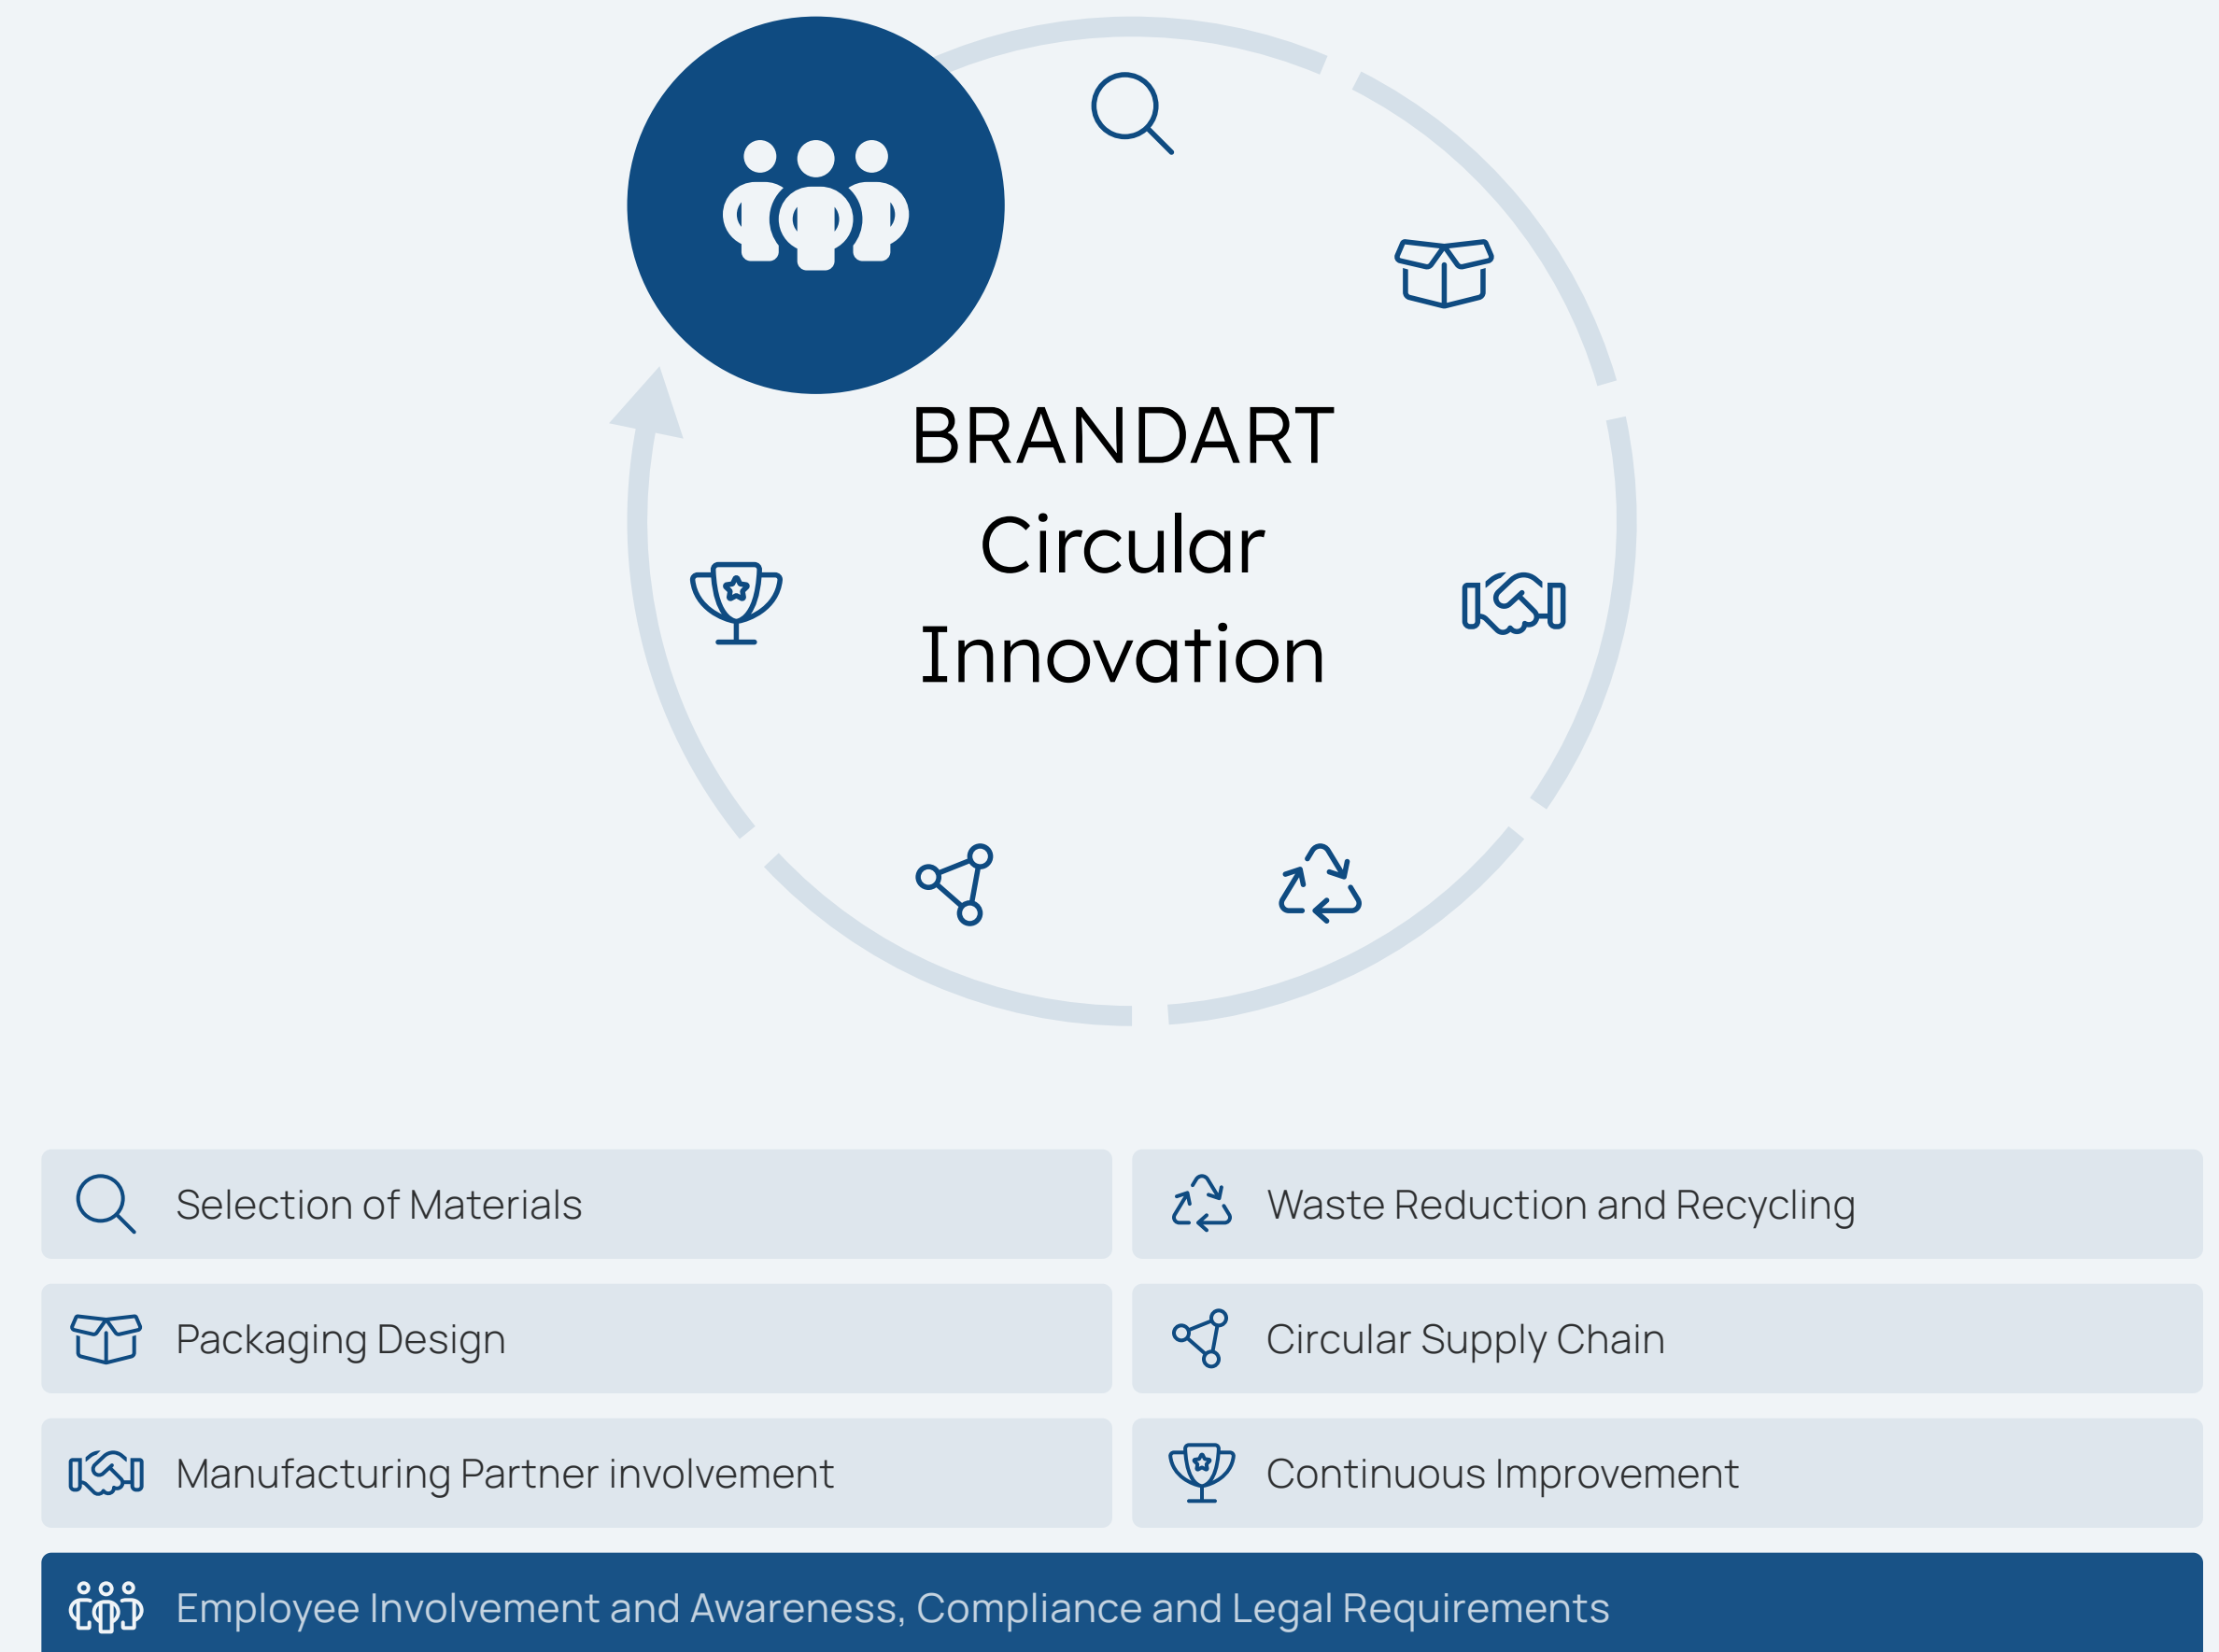 BRANDART
Circular
Innovation
Selection of Materials
Waste Reduction and Recycling
Packaging Design
Circular Supply Chain
Manufacturing Partner involvement
Continuous Improvement
Employee Involvement and Awareness, Compliance and Legal Requirements